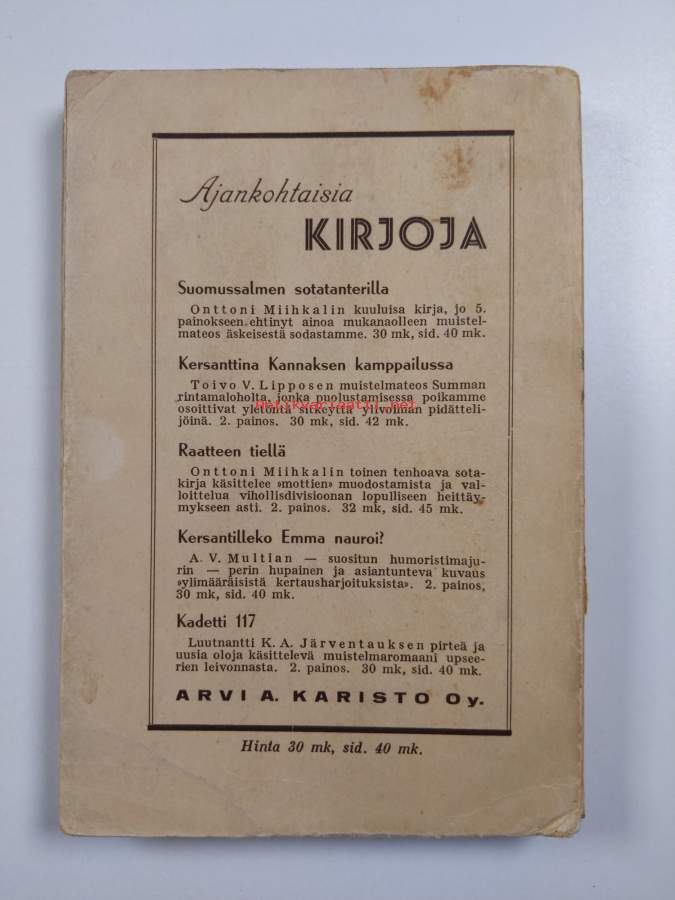 Ajankohtaisia
KIRJOJA
Suomussalmen sotatanterilla
Onttoni Miihkalin kuuluisa kirja, jo 5.
painokseen ehtinyt ainoa mukanaolleen muistel-
mateos äskeisestä sodastamme. 30 mk, sid. 40 mk.
Kersanttina Kannaksen kamppailussa
Toivo V. Lipposen muistelmateos Summan
rintamalohkolta, jonka puolustamisessa poikamme
antikvariaatti.net
osoittivat yletöntä sitkeyttä ylivoiman pidätteli-
jöinä. 2. painos. 30 mk, sid. 42 mk.
Raatteen tiellä
Onttoni Miihkalin toinen tenhoava sota-
kirja käsittelee »mottien» muodostamista ja val-
loittelua vihollisdivisioonan lopulliseen heittäy-
mykseen asti. 2. painos. 32 mk, sid. 45 mk.
Kersantilleko Emma nauroi?
A. V. Multian — suositun humoristimaju-
rin — perin hupainen ja asiantunteva kuvaus
»ylimääräisistä kertausharjoituksista». 2. painos,
30 mk, sid. 40 mk.
Kadetti 117
Luutnantti K. A. Järventauksen pirteä ja
uusia oloja käsittelevä muistelmaromaani upsee-
rien leivonnasta. 2. painos. 30 mk, sid. 40 mk.
ARVI A. KARISTO Oy.
Hinta 30 mk, sid. 40 mk.